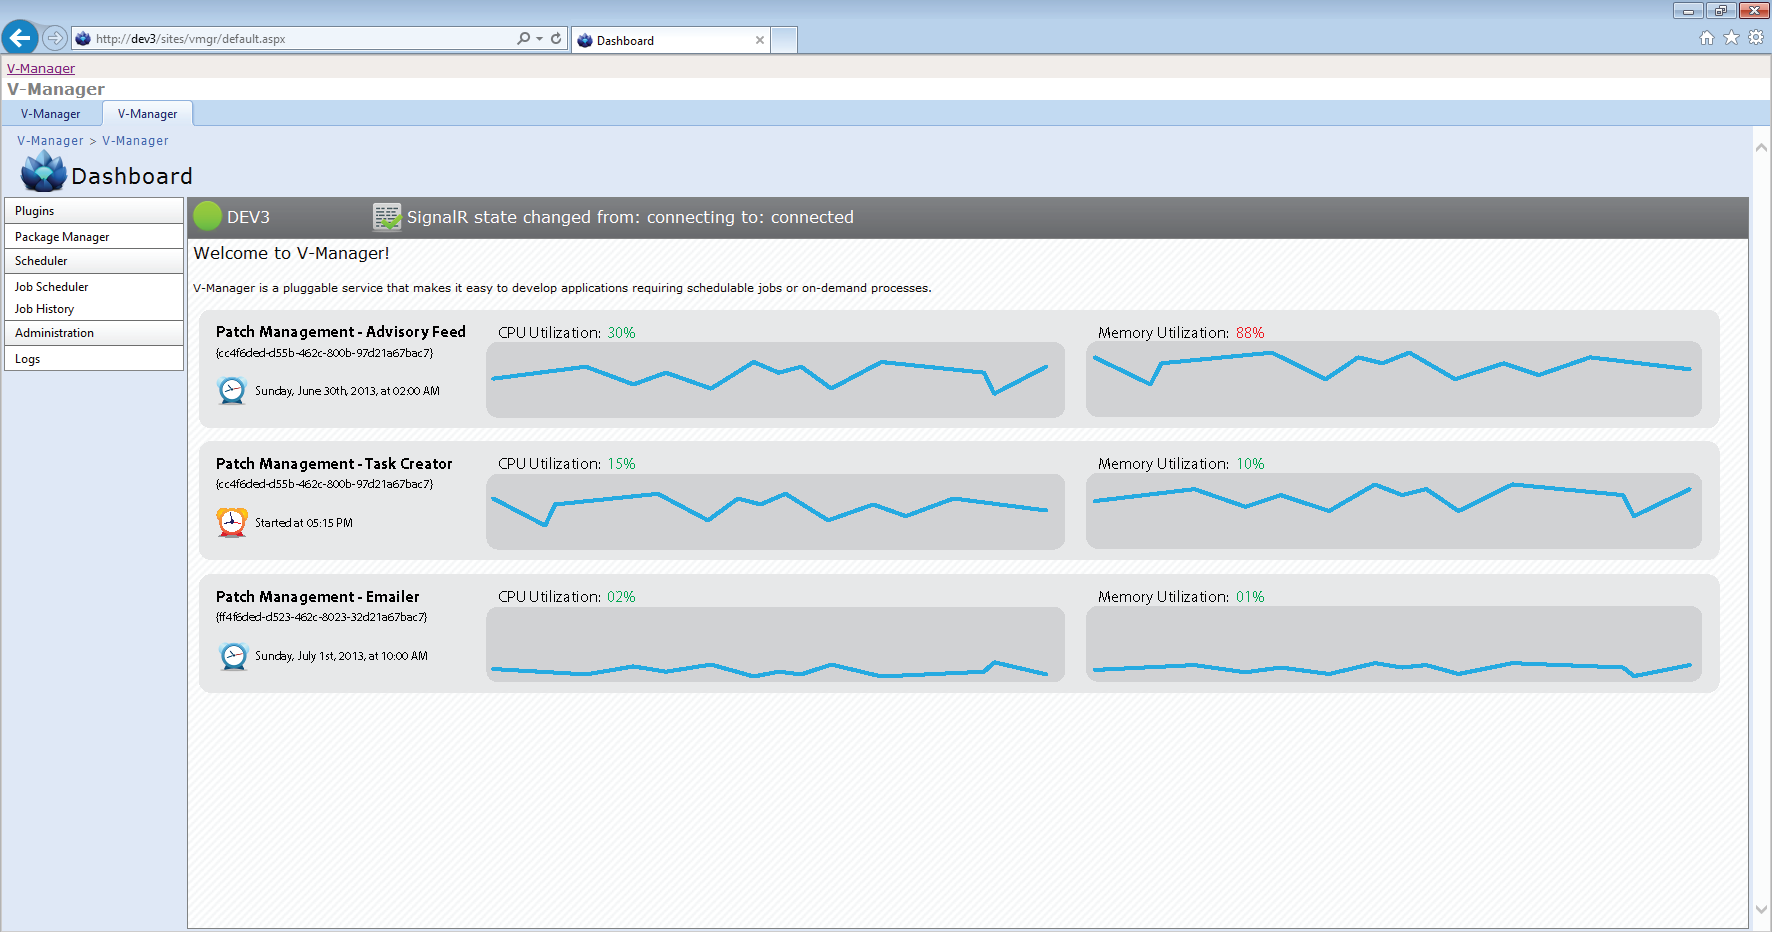 http://dev3/sites/vmgr/default.aspx
Dashboard
V-Manager
V-Manager
V-Manager
V-Manager
V-Manager > V-Manager
Dashboard
Plugins
Package Manager
Scheduler
Job Scheduler
Job History
Administration
Logs
DEV3
SignalR state changed from: connecting to: connected
Welcome to V-Manager!
V-Manager is a pluggable service that makes it easy to develop applications requiring schedulable jobs or on-demand processes.
Patch Management - Advisory Feed
{cc4f6ded-d55b-462c-800b-97d21a67bac7}
Sunday, June 30th, 2013, at 02:00 AM
CPU Utilization: 30%
Memory Utilization: 88%
Patch Management - Task Creator
{cc4f6ded-d55b-462c-800b-97d21a67bac7}
Started at 05:15 PM
CPU Utilization: 15%
Memory Utilization: 10%
Patch Management - Emailer
{ff4f6ded-d523-462c-8023-32d21a67bac7}
Sunday, July 1st, 2013, at 10:00 AM
CPU Utilization: 02%
Memory Utilization: 01%